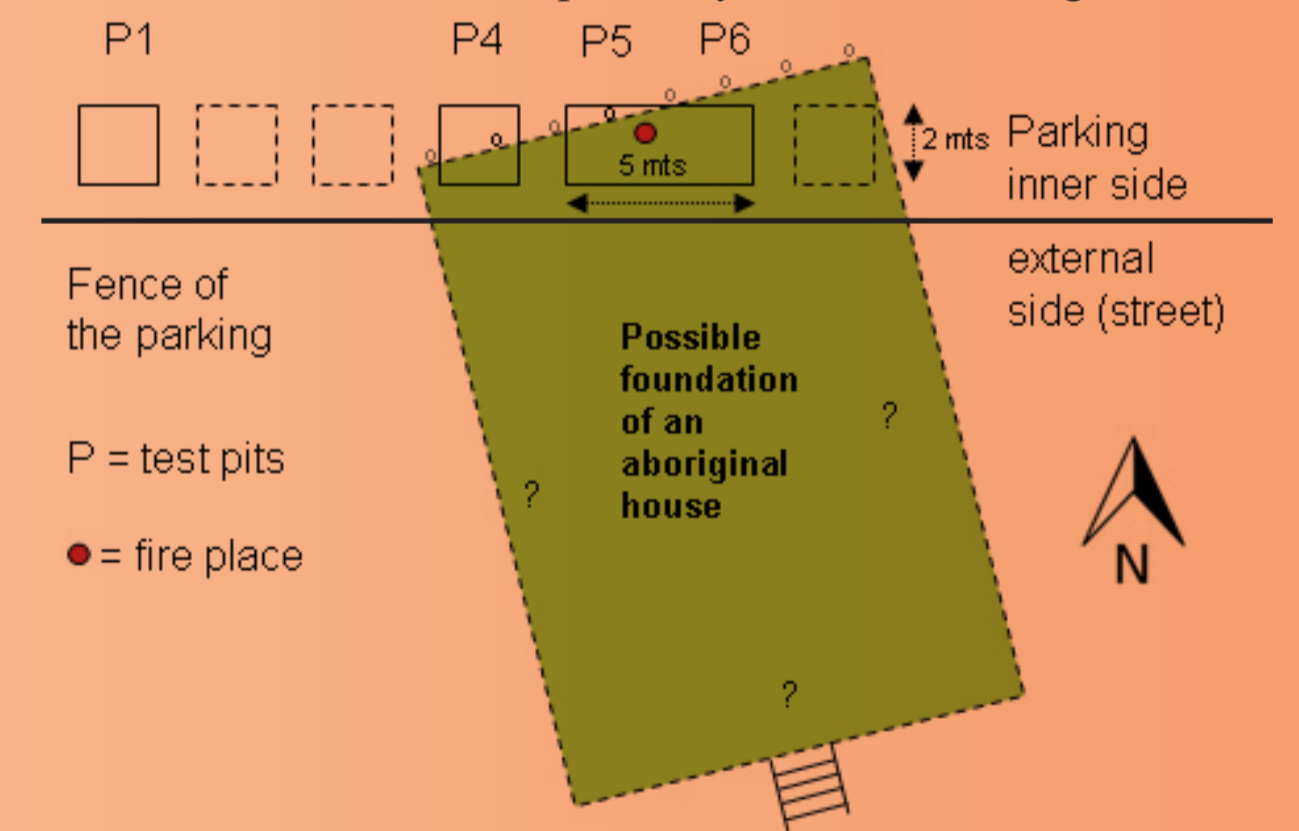 P1 P4 P5 P6
2 mts
Parking
inner side
5 mts
external
side (street)
Fence of
the parking
Possible
foundation
of an
aboriginal
house
?
P = test pits
?
= fire place
N
?